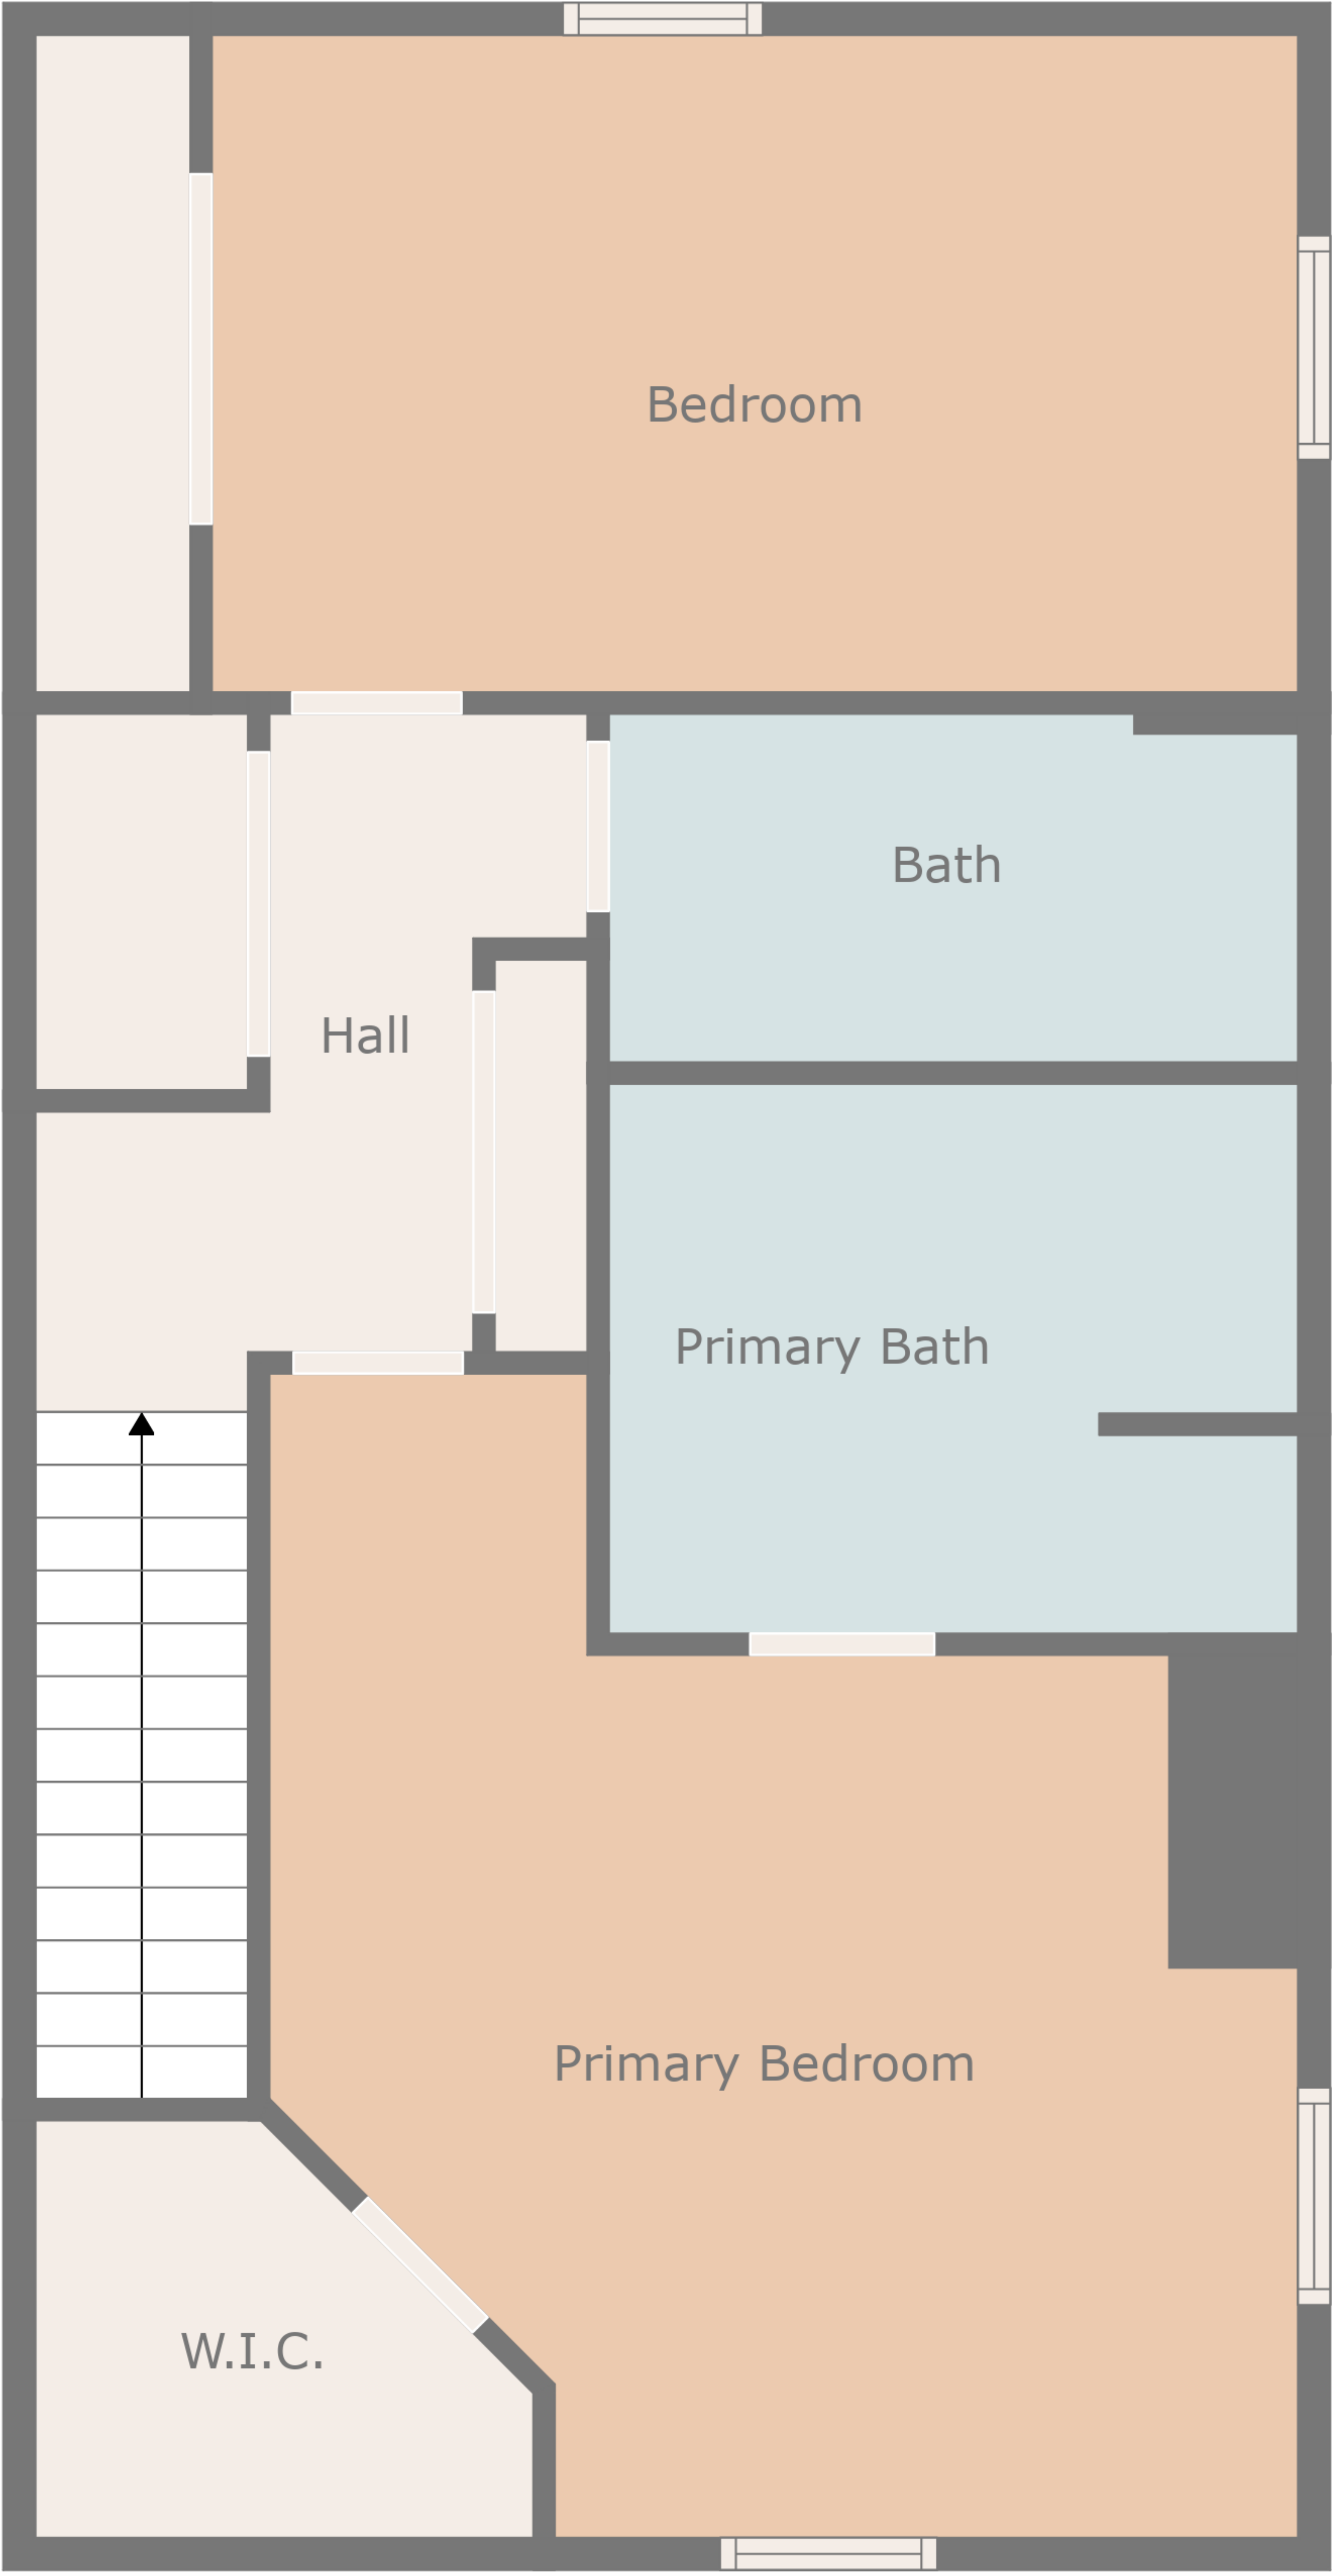 Bedroom
Bath
Hall
Primary Bath
Primary Bedroom
W.I.C.